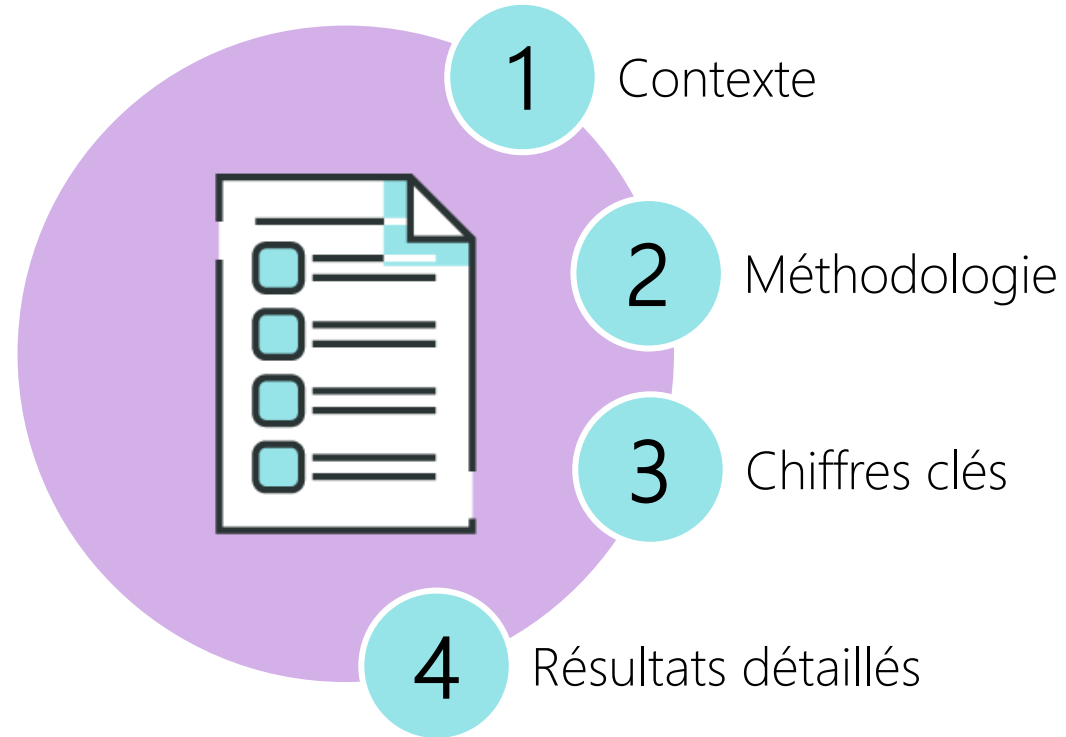 1 Contexte
2 Méthodologie
3 Chiffres clés
4 Résultats détaillés